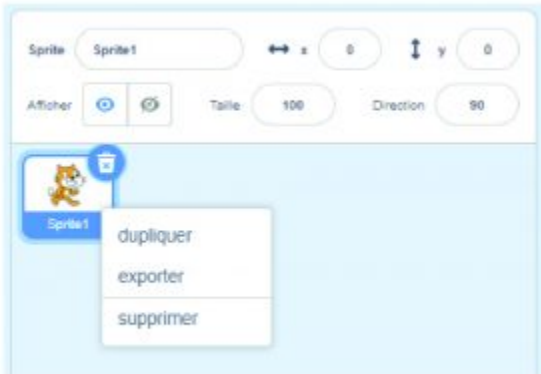 Sprite Sprite1 x 0 y 0
Afficher Taille 100 Direction 90
Sprite1
dupliquer
exporter
supprimer